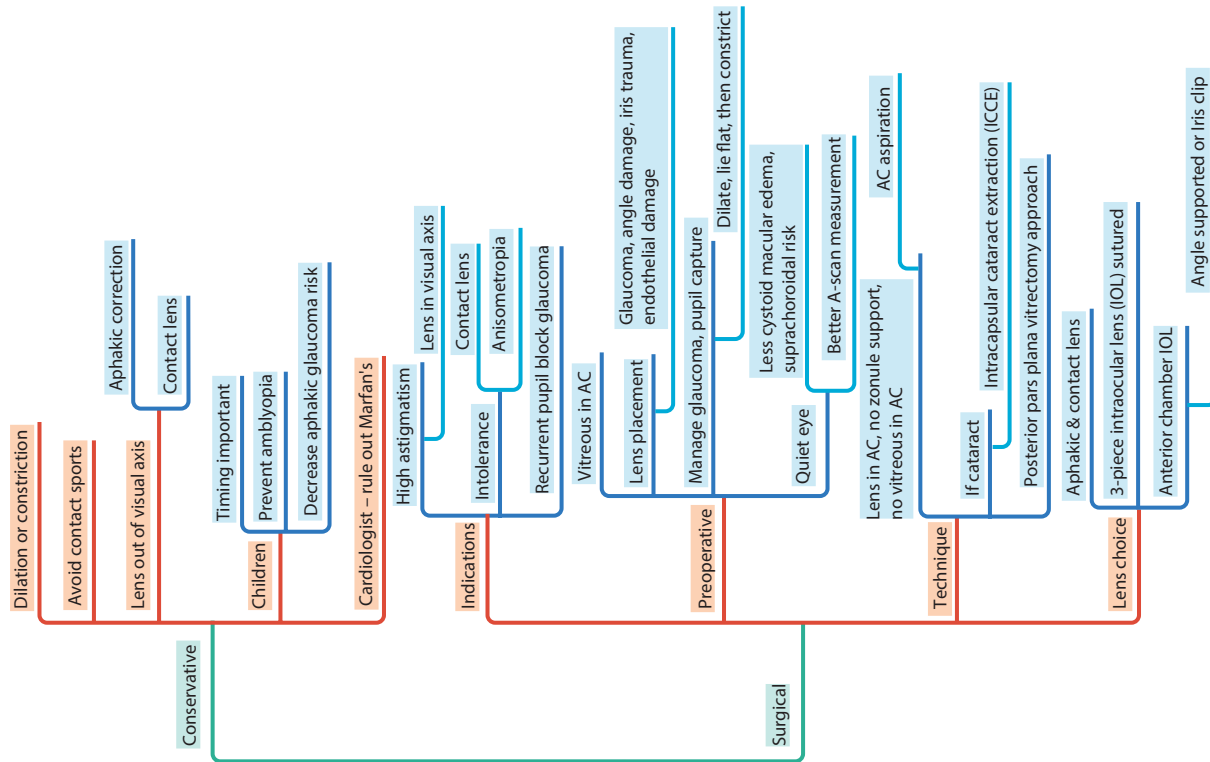 Conservative
Dilation or constriction
Avoid contact sports
Lens out of visual axis
Aphakic correction
Contact lens
Children
Timing important
Prevent amblyopia
Decrease aphakic glaucoma risk
Cardiologist – rule out Marfan's
Surgical
Indications
High astigmatism
Lens in visual axis
Intolerance
Contact lens
Anisometropia
Recurrent pupil block glaucoma
Preoperative
Vitreous in AC
Lens placement
Glaucoma, angle damage, iris trauma,
endothelial damage
Manage glaucoma, pupil capture
Dilate, lie flat, then constrict
Quiet eye
Less cystoid macular edema,
suprachoroidal risk
Better A-scan measurement
Technique
Lens in AC, no zonule support,
no vitreous in AC
AC aspiration
If cataract
Intracapsular cataract extraction (ICCE)
Posterior pars plana vitrectomy approach
Lens choice
Aphakic & contact lens
3-piece intraocular lens (IOL) sutured
Anterior chamber IOL
Angle supported or Iris clip